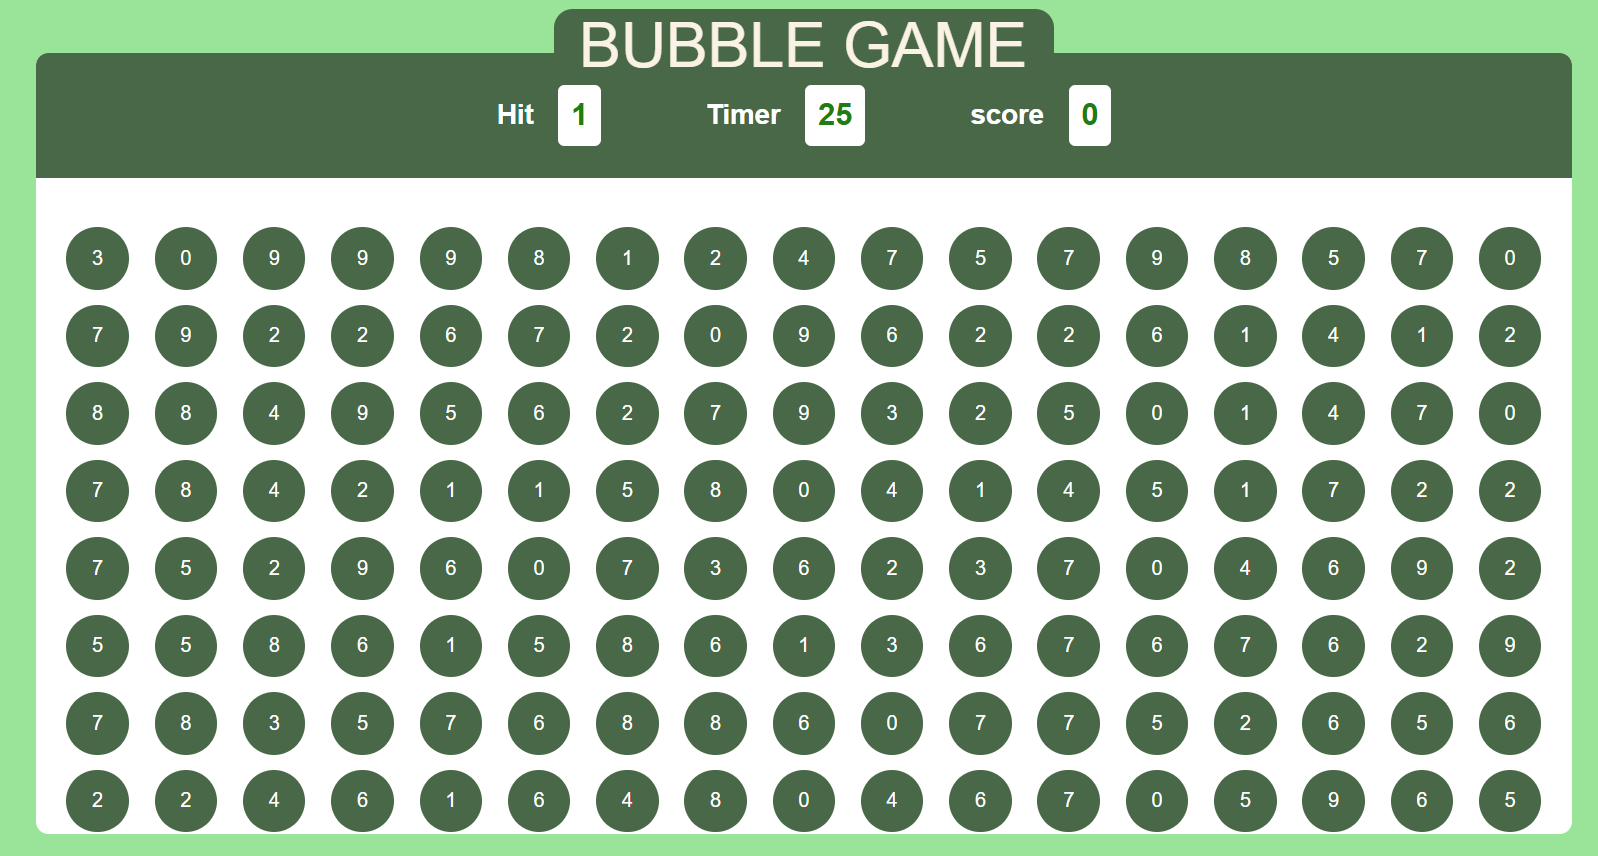 BUBBLE GAME
Hit 1 Timer 25 score 0
3 0 9 9 9 8 1 2 4 7 5 7 9 8 5 7 0
7 9 2 2 6 7 2 0 9 6 2 2 6 1 4 1 2
8 8 4 9 5 6 2 7 9 3 2 5 0 1 4 7 0
7 8 4 2 1 1 5 8 0 4 1 4 5 1 7 2 2
7 5 2 9 6 0 7 3 6 2 3 7 0 4 6 9 2
5 5 8 6 1 5 8 6 1 3 6 7 6 7 6 2 9
7 8 3 5 7 6 8 8 6 0 7 7 5 2 6 5 6
2 2 4 6 1 6 4 8 0 4 6 7 0 5 9 6 5